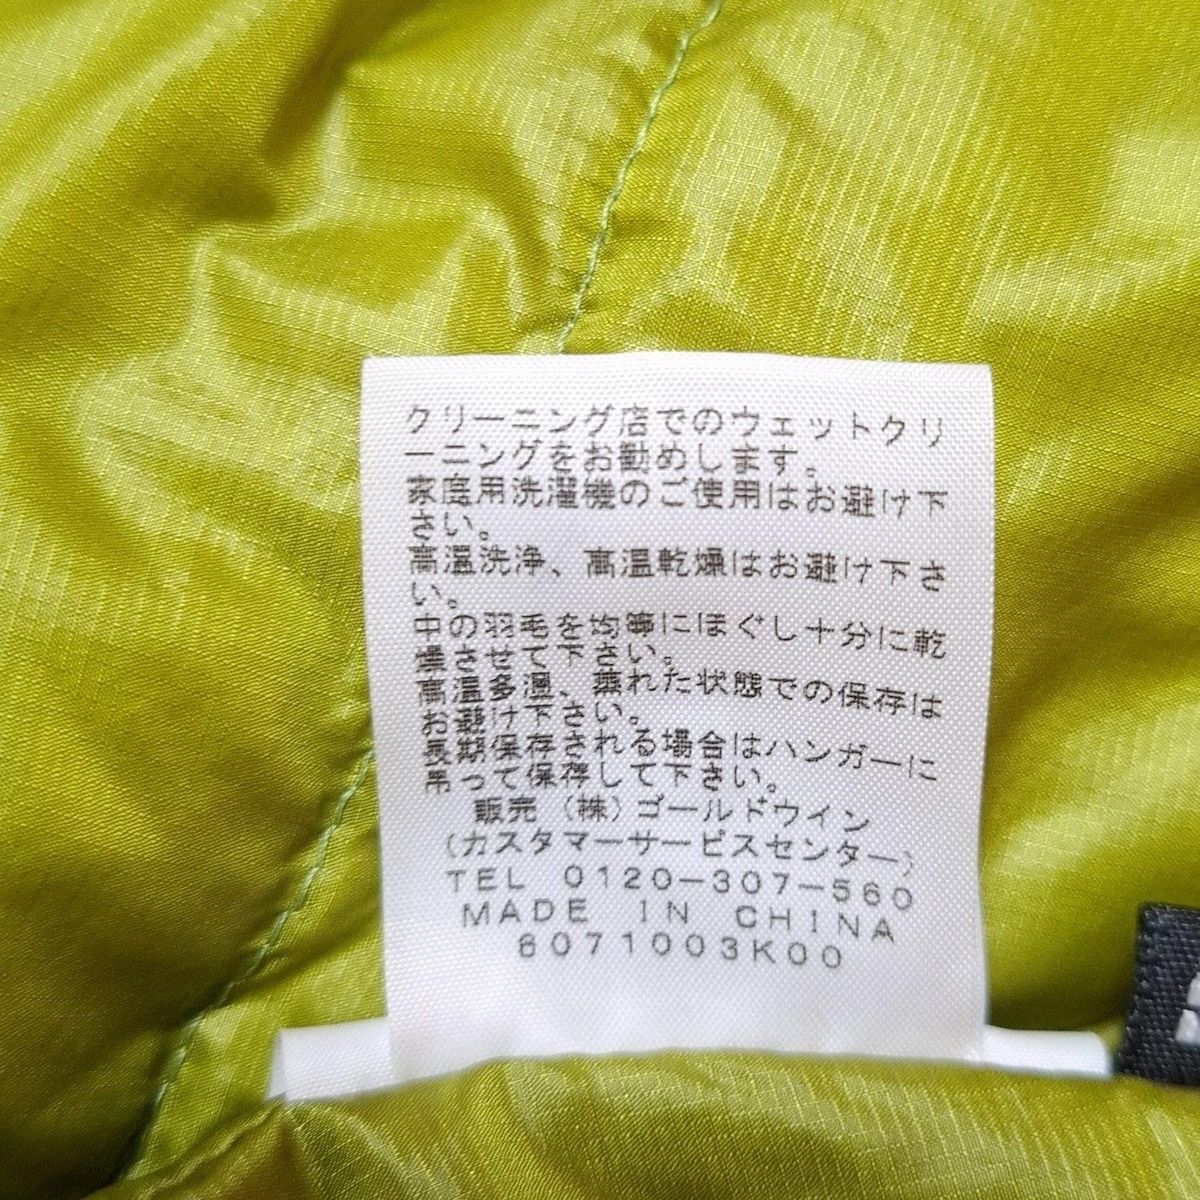 クリーニング店でのウェットクリ
ーニングをお勧めします。
家庭用洗濯機のご使用はお避け下
さい。
高温洗浄、高温乾燥はお避け下さ
い。
中の羽毛を均等にほぐし十分に乾
燥させて下さい。
高温多湿、蒸れた状態での保存は
お避け下さい。
長期保存される場合はハンガーに
吊って保存して下さい。
販売（株）ゴールドウイン
（カスタマーサービスセンター）
TEL 0120-307-560
MADE IN CHINA
6071003K00